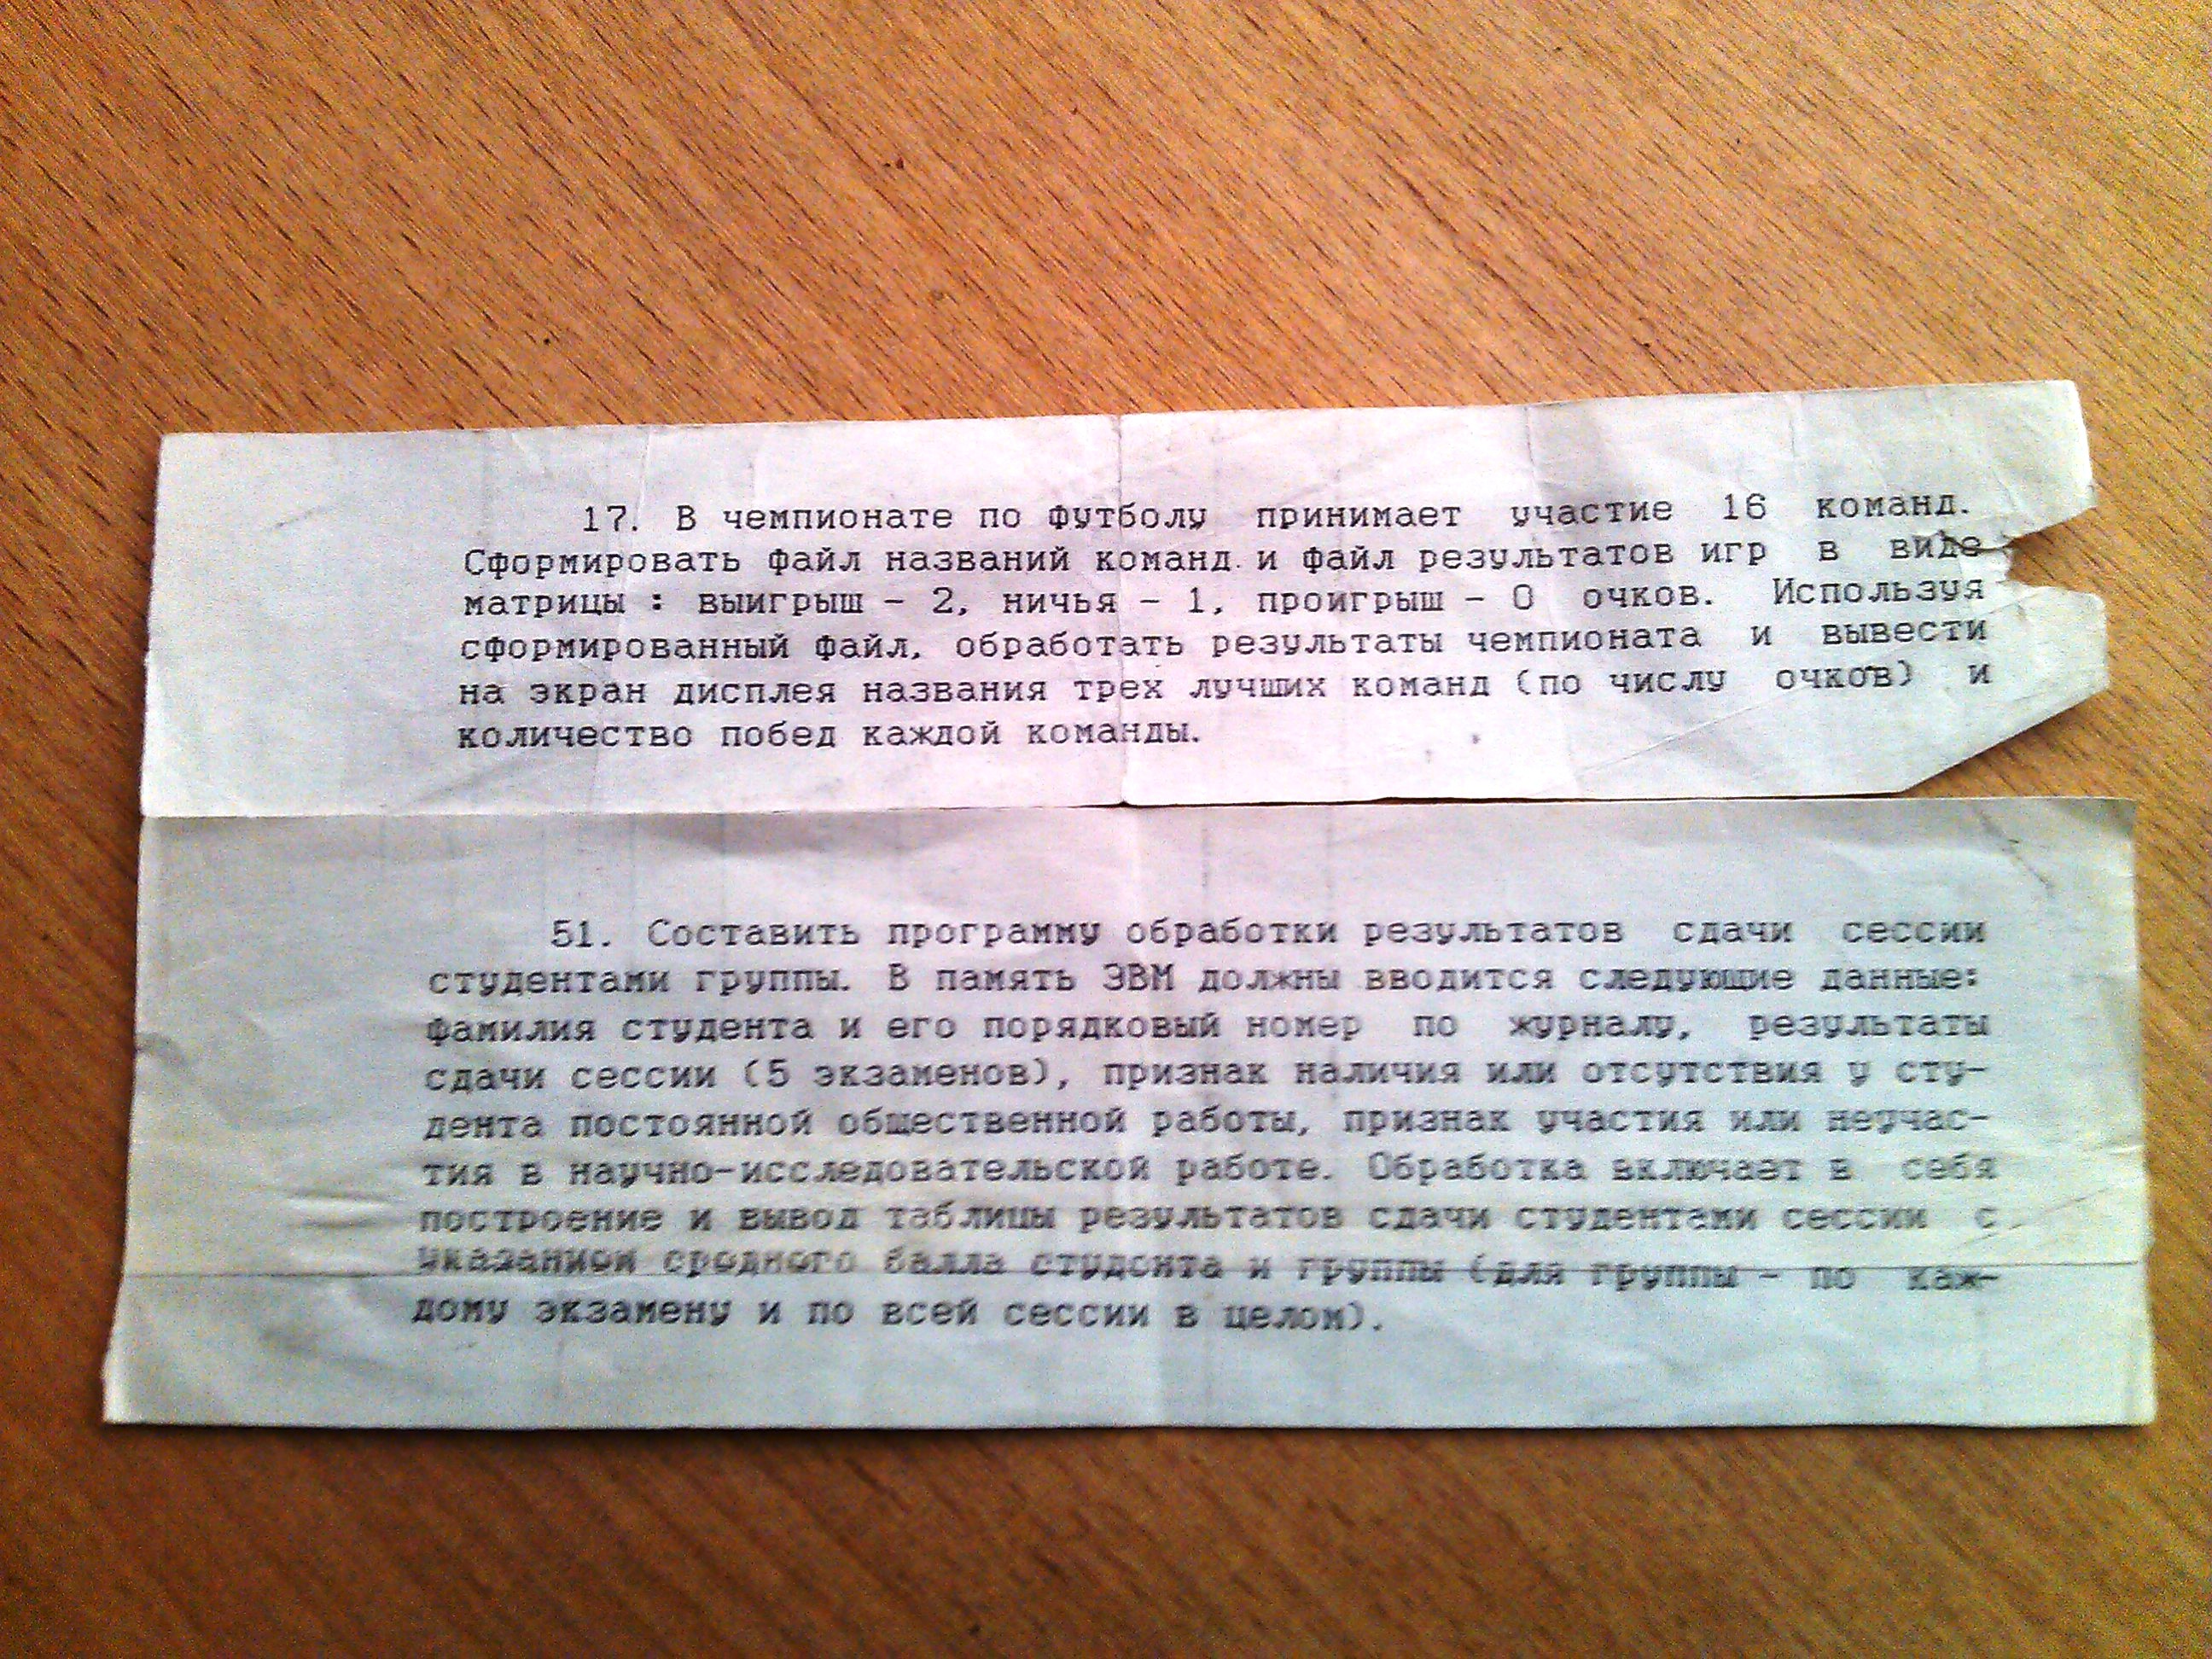 17. В чемпионате по футболу принимает участие 16 команд.
Сформировать файл названий команд и файл результатов игр в виде
матрицы : выигрыш - 2, ничья - 1, проигрыш - 0 очков. Используя
сформированный файл, обработать результаты чемпионата и вывести
на экран дисплея названия трех лучших команд (по числу очков) и
количество побед каждой команды.
51. Составить программу обработки результатов сдачи сессии
студентами группы. В память ЭВМ должны вводится следующие данные:
фамилия студента и его порядковый номер по журналу, результаты
сдачи сессии (5 экзаменов), признак наличия или отсутствия у сту-
дента постоянной общественной работы, признак участия или неучас-
тия в научно-исследовательской работе. Обработка включает в себя
построение и вывод таблицы результатов сдачи студентами сессии с
указанием среднего балла студента и группы (для группы - по каж-
дому экзамену и по всей сессии в целом).